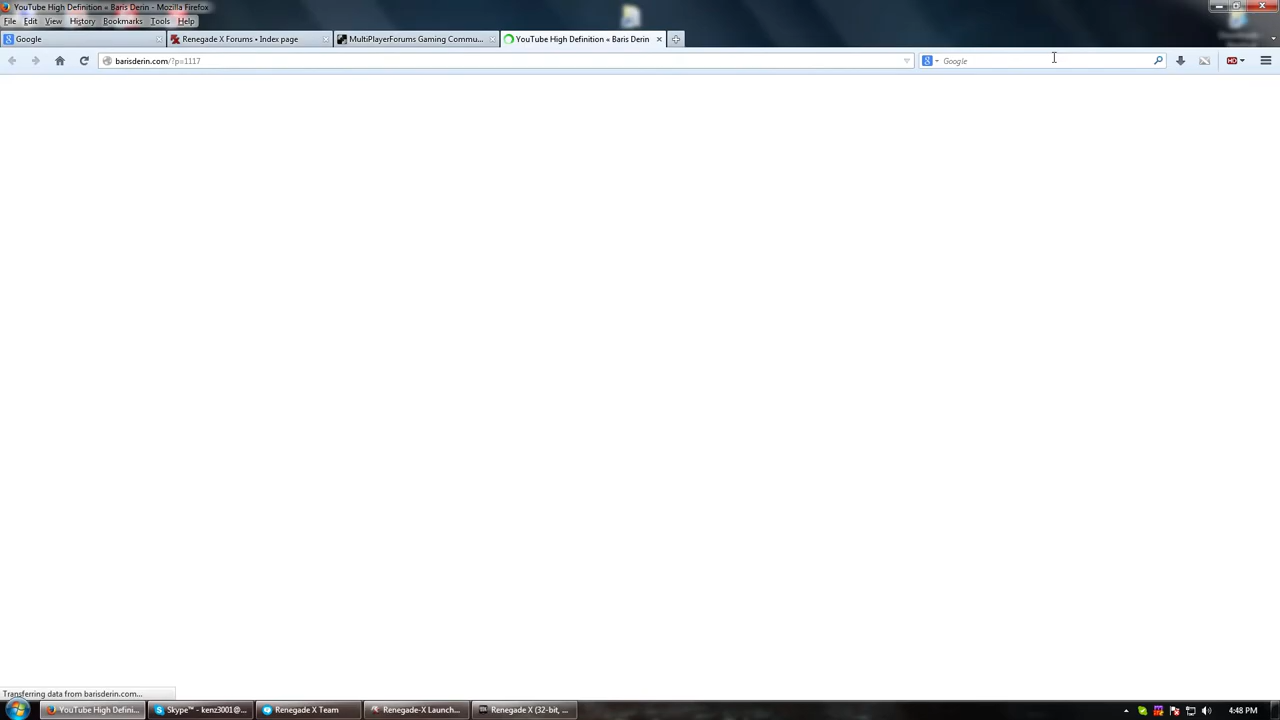 YouTube High Definition « Baris Derin - Mozilla Firefox
File Edit View History Bookmarks Tools Help
Google Renegade X Forums • Index page MultiPlayerForums Gaming Commu... YouTube High Definition « Baris Derin
barisderin.com/?p=1117 Google HD
Transferring data from barisderin.com...
YouTube High Defini... Skype™ - kenz3001@... Renegade X Team Renegade-X Launch... Renegade X (32-bit, ... 4:48 PM